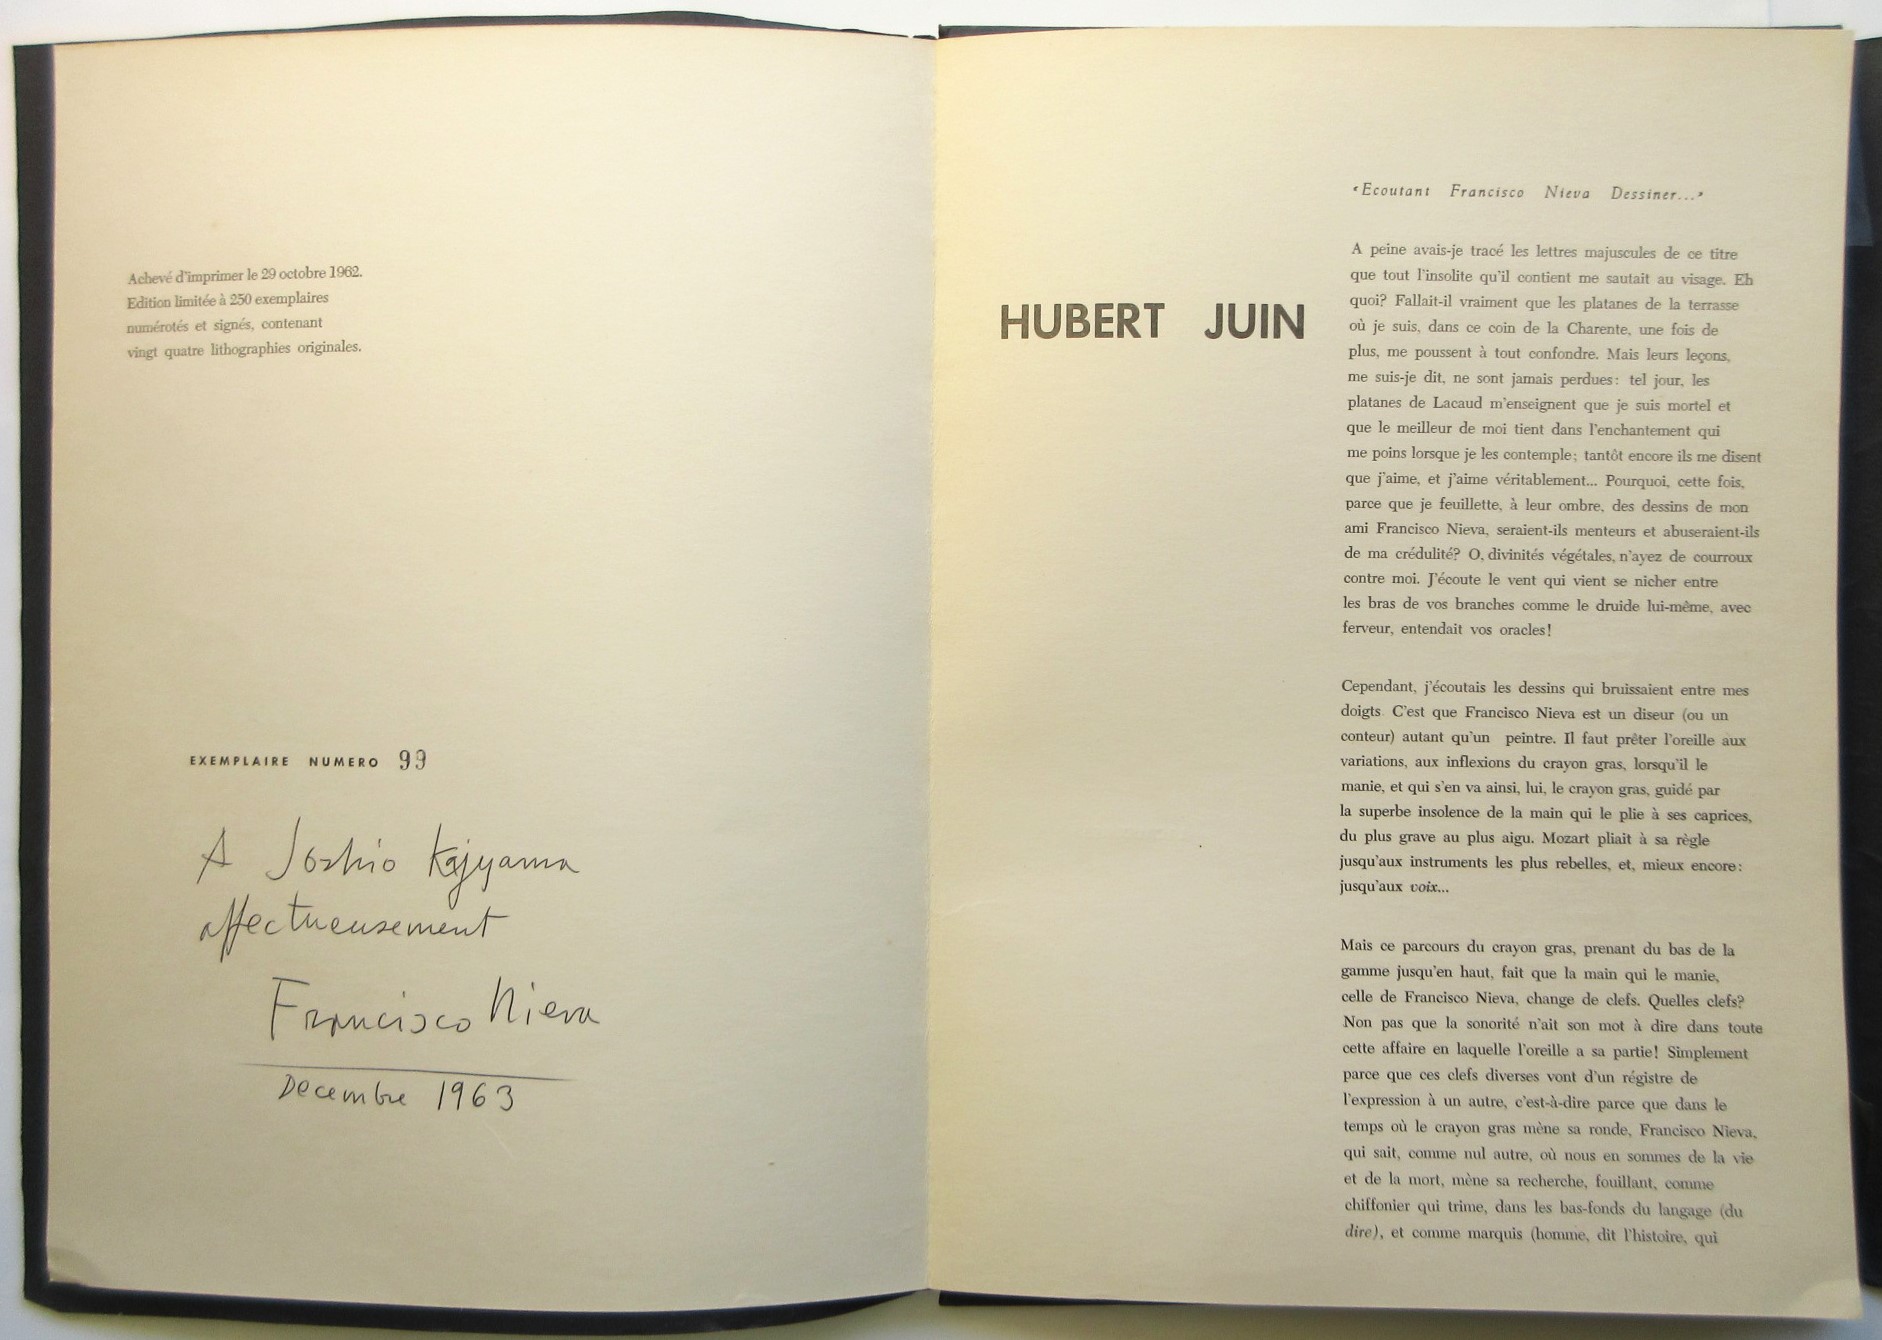 Achevé d'imprimer le 29 octobre 1962.
Edition limitée à 250 exemplaires
numérotés et signés, contenant
vingt quatre lithographies originales.
EXEMPLAIRE NUMERO 99
A Joshio Kajyama
affectueusement
Francisco Nieva
Decembre 1963
HUBERT JUIN
«Ecoutant Francisco Nieva Dessiner...»
A peine avais-je tracé les lettres majuscules de ce titre
que tout l'insolite qu'il contient me sautait au visage. Eh
quoi? Fallait-il vraiment que les platanes de la terrasse
où je suis, dans ce coin de la Charente, une fois de
plus, me poussent à tout confondre. Mais leurs leçons,
me suis-je dit, ne sont jamais perdues: tel jour, les
platanes de Lacaud m'enseignent que je suis mortel et
que le meilleur de moi tient dans l'enchantement qui
me poins lorsque je les contemple; tantôt encore ils me disent
que j'aime, et j'aime véritablement... Pourquoi, cette fois,
parce que je feuillette, à leur ombre, des dessins de mon
ami Francisco Nieva, seraient-ils menteurs et abuseraient-ils
de ma crédulité? O, divinités végétales, n'ayez de courroux
contre moi. J'écoute le vent qui vient se nicher entre
les bras de vos branches comme le druide lui-même, avec
ferveur, entendait vos oracles!
Cependant, j'écoutais les dessins qui bruissaient entre mes
doigts. C'est que Francisco Nieva est un diseur (ou un
conteur) autant qu'un peintre. Il faut prêter l'oreille aux
variations, aux inflexions du crayon gras, lorsqu'il le
manie, et qui s'en va ainsi, lui, le crayon gras, guidé par
la superbe insolence de la main qui le plie à ses caprices,
du plus grave au plus aigu. Mozart pliait à sa règle
jusqu'aux instruments les plus rebelles, et, mieux encore:
jusqu'aux voix...
Mais ce parcours du crayon gras, prenant du bas de la
gamme jusqu'en haut, fait que la main qui le manie,
celle de Francisco Nieva, change de clefs. Quelles clefs?
Non pas que la sonorité n'ait son mot à dire dans toute
cette affaire en laquelle l'oreille a sa partie! Simplement
parce que ces clefs diverses vont d'un régistre de
l'expression à un autre, c'est-à-dire parce que dans le
temps où le crayon gras mène sa ronde, Francisco Nieva,
qui sait, comme nul autre, où nous en sommes de la vie
et de la mort, mène sa recherche, fouillant, comme
chiffonier qui trime, dans les bas-fonds du langage (du
dire), et comme marquis (homme, dit l'histoire, qui